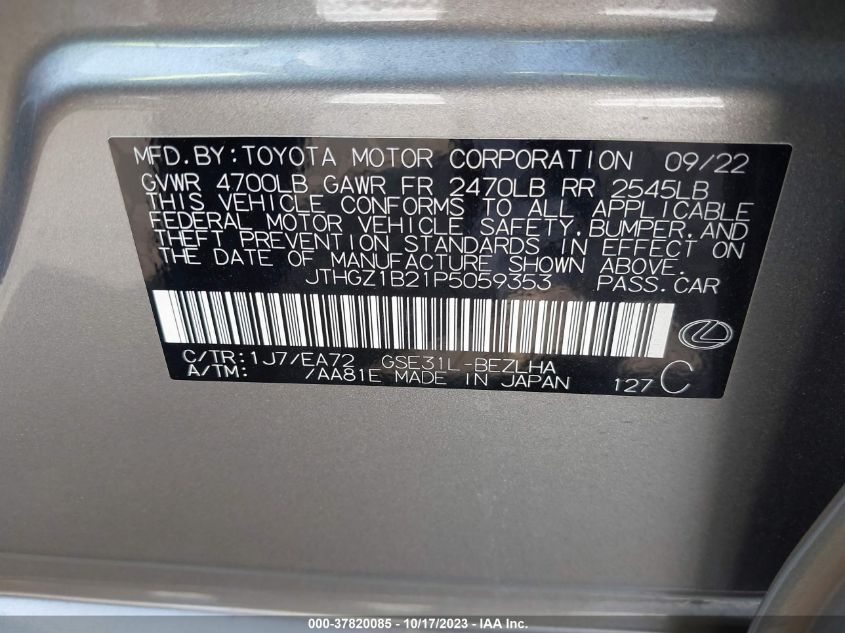 MFD.BY:TOYOTA MOTOR CORPORATION 09/22
GVWR 4700LB GAWR FR 2470LB RR 2545LB
THIS VEHICLE CONFORMS TO ALL APPLICABLE
FEDERAL MOTOR VEHICLE SAFETY,BUMPER,AND
THEFT PREVENTION STANDARDS IN EFFECT ON
THE DATE OF MANUFACTURE SHOWN ABOVE.
JTHGZ1B21P5059353 PASS.CAR
C/TR:1J7/EA72 GSE31L-BEZLHA
A/TM: /AA81E MADE IN JAPAN 127 C
000-37820085 - 10/17/2023 - IAA Inc.